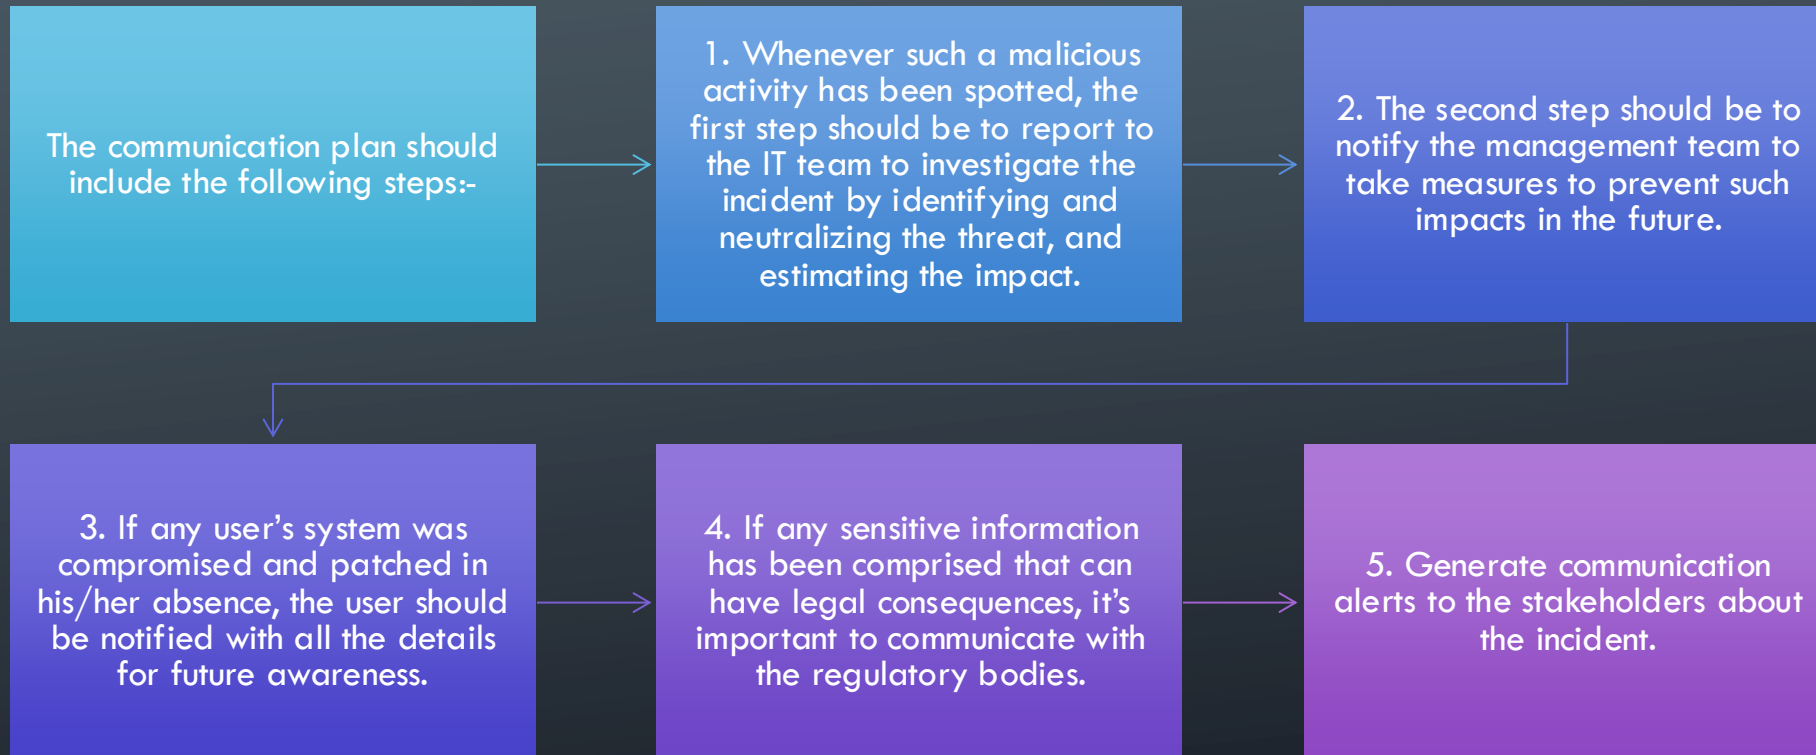 The communication plan should
include the following steps:-
1. Whenever such a malicious
activity has been spotted, the
first step should be to report to
the IT team to investigate the
incident by identifying and
neutralizing the threat, and
estimating the impact.
2. The second step should be to
notify the management team to
take measures to prevent such
impacts in the future.
3. If any user’s system was
compromised and patched in
his/her absence, the user should
be notified with all the details
for future awareness.
4. If any sensitive information
has been comprised that can
have legal consequences, it’s
important to communicate with
the regulatory bodies.
5. Generate communication
alerts to the stakeholders about
the incident.